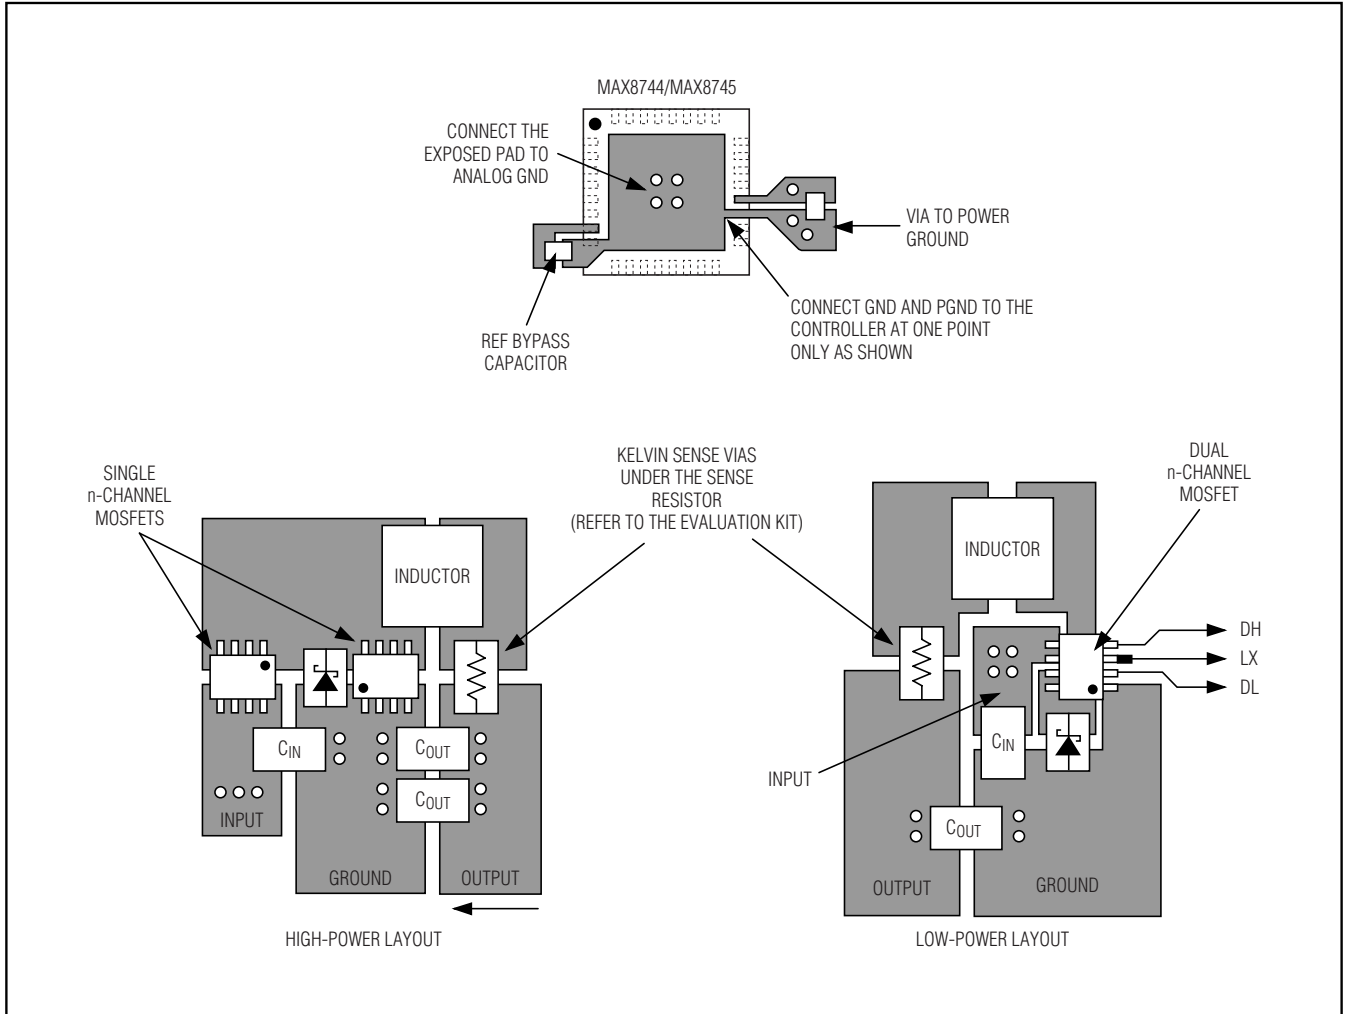 MAX8744/MAX8745
CONNECT THE
EXPOSED PAD TO
ANALOG GND
VIA TO POWER
GROUND
CONNECT GND AND PGND TO THE
CONTROLLER AT ONE POINT
ONLY AS SHOWN
REF BYPASS
CAPACITOR
SINGLE
n-CHANNEL
MOSFETS
KELVIN SENSE VIAS
UNDER THE SENSE
RESISTOR
(REFER TO THE EVALUATION KIT)
DUAL
n-CHANNEL
MOSFET
INDUCTOR
CIN
COUT
COUT
INPUT
GROUND
OUTPUT
HIGH-POWER LAYOUT
INDUCTOR
DH
LX
DL
CIN
INPUT
COUT
OUTPUT
GROUND
LOW-POWER LAYOUT